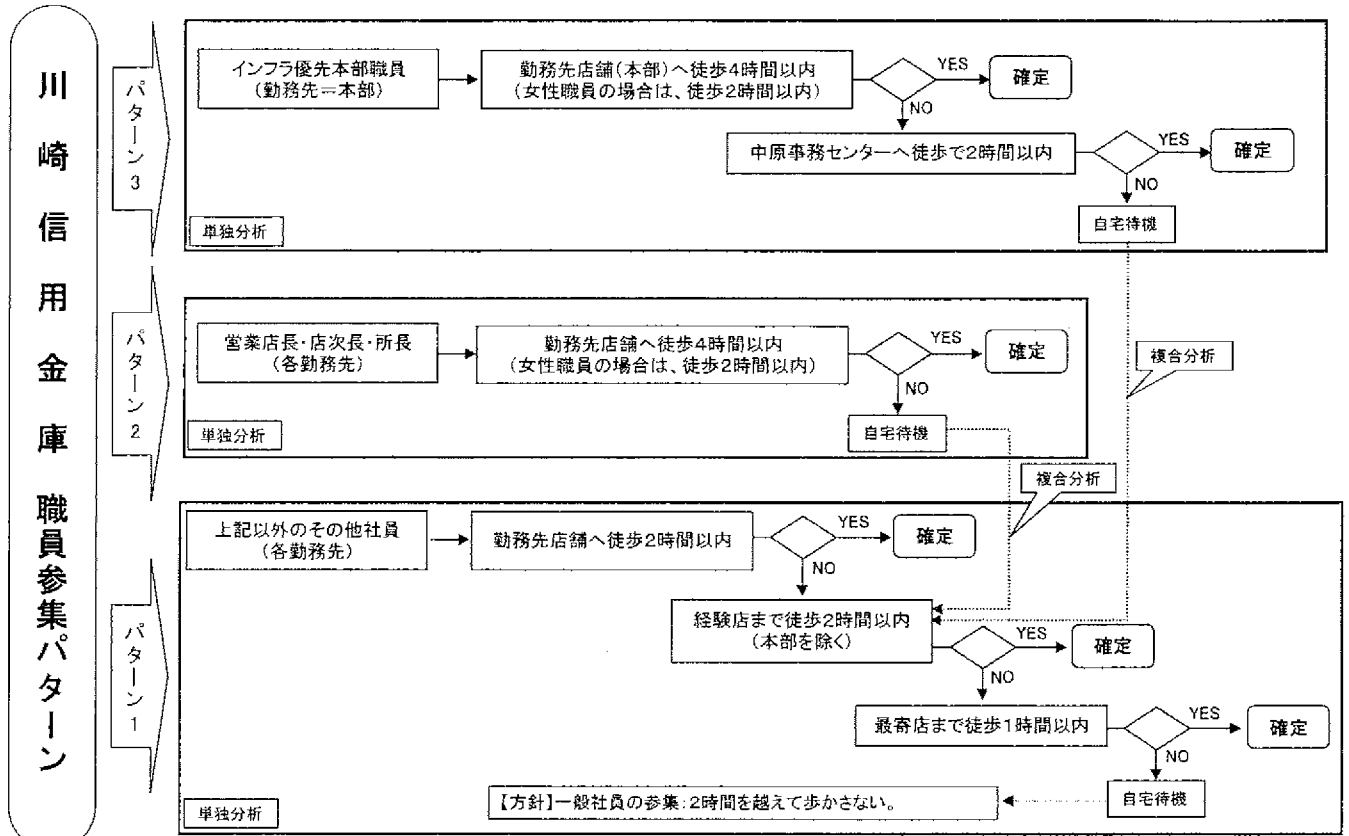 川崎信用金庫 職員参集パターン
パターン3
インフラ優先本部職員
(勤務先=本部)
勤務先店舗(本部)へ徒歩4時間以内
(女性職員の場合は、徒歩2時間以内)
YES
確定
NO
中原事務センターへ徒歩で2時間以内
YES
確定
NO
自宅待機
単独分析
パターン2
営業店長・店次長・所長
(各勤務先)
勤務先店舗へ徒歩4時間以内
(女性職員の場合は、徒歩2時間以内)
YES
確定
NO
自宅待機
単独分析
複合分析
複合分析
パターン1
上記以外のその他社員
(各勤務先)
勤務先店舗へ徒歩2時間以内
YES
確定
NO
経験店まで徒歩2時間以内
(本部を除く)
YES
確定
NO
最寄店まで徒歩1時間以内
YES
確定
NO
自宅待機
【方針】一般社員の参集:2時間を越えて歩かさない。
単独分析